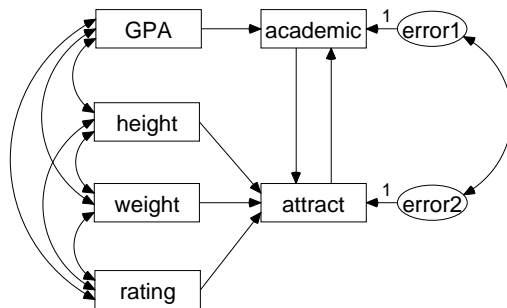 GPA
academic
1
error1
height
weight
attract
1
error2
rating